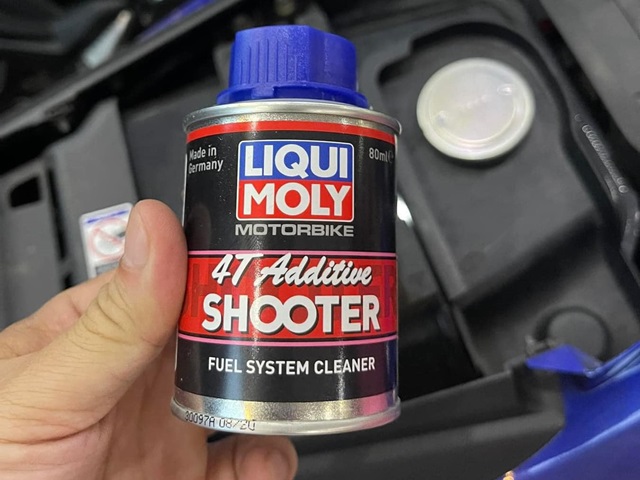 Made in
Germany
80ml
LIQUI
MOLY
MOTORBIKE
4T Additive
SHOOTER
FUEL SYSTEM CLEANER
30097A 08/20